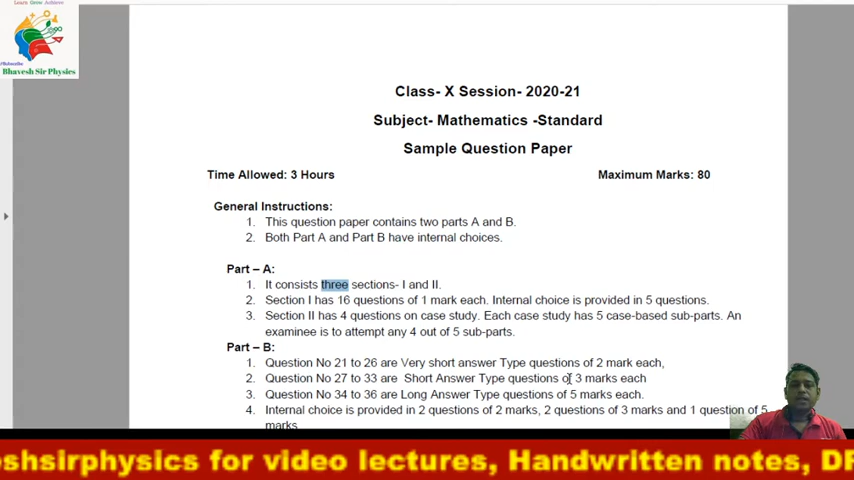 Learn Grow Achieve
#Subscribe
Bhavesh Sir Physics
Class- X Session- 2020-21
Subject- Mathematics -Standard
Sample Question Paper
Time Allowed: 3 Hours Maximum Marks: 80
General Instructions:
1. This question paper contains two parts A and B.
2. Both Part A and Part B have internal choices.
Part – A:
1. It consists three sections- I and II.
2. Section I has 16 questions of 1 mark each. Internal choice is provided in 5 questions.
3. Section II has 4 questions on case study. Each case study has 5 case-based sub-parts. An
examinee is to attempt any 4 out of 5 sub-parts.
Part – B:
1. Question No 21 to 26 are Very short answer Type questions of 2 mark each,
2. Question No 27 to 33 are Short Answer Type questions of 3 marks each
3. Question No 34 to 36 are Long Answer Type questions of 5 marks each.
4. Internal choice is provided in 2 questions of 2 marks, 2 questions of 3 marks and 1 question of 5
marks.
eshsirphysics for video lectures, Handwritten notes, DP